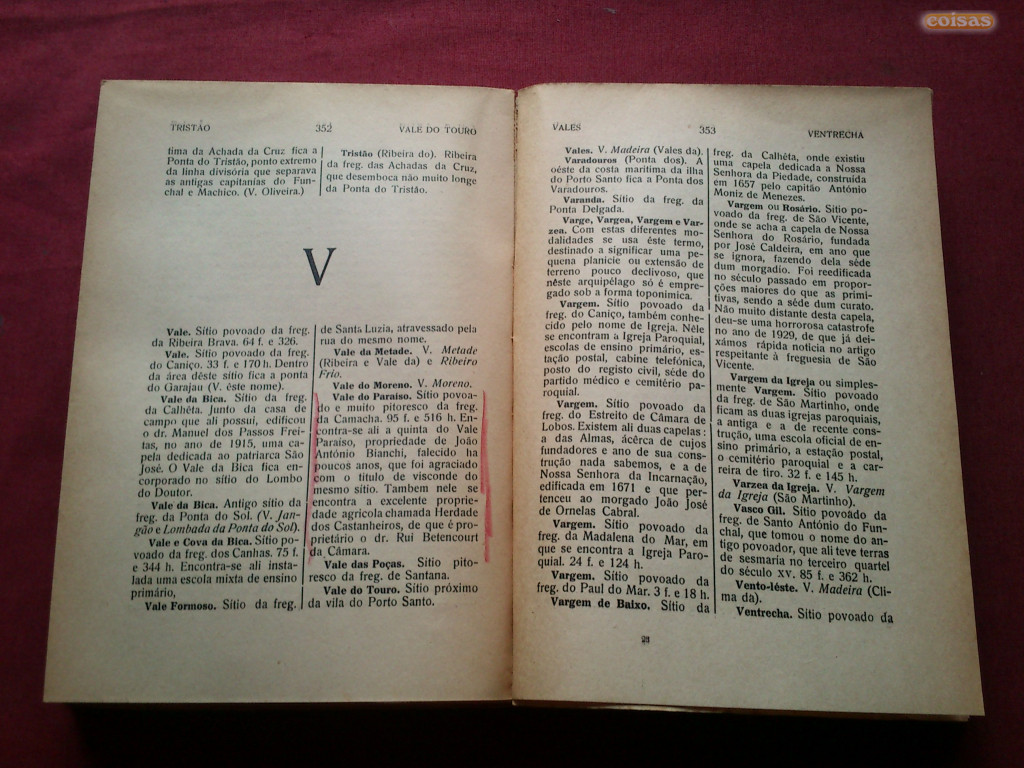 coisas
TRISTÃO 352 VALE DO TOURO
tima da Achada da Cruz fica a
Ponta do Tristão, ponto extremo
da linha divisória que separava
as antigas capitanias do Fun-
chal e Machico. (V. Oliveira.)
Tristão (Ribeira do). Ribeira
da freg. das Achadas da Cruz,
que desemboca não muito longe
da Ponta do Tristão.
V
Vale. Sítio povoado da freg.
da Ribeira Brava. 64 f. e 326.
Vale. Sítio povoado da freg.
do Caniço. 33 f. e 170 h. Dentro
da área dêste sítio fica a ponta
do Garajau (V. êste nome).
Vale da Bica. Sítio da freg.
da Calhêta. Junto da casa de
campo que ali possui, edificou
o dr. Manuel dos Passos Frei-
tas, no ano de 1915, uma ca-
pela dedicada ao patriarca São
José. O Vale da Bica fica en-
corporado no sítio do Lombo
do Doutor.
Vale da Bica. Antigo sítio da
freg. da Ponta do Sol. (V. Jan-
gão e Lombada da Ponta do Sol).
Vale e Cova da Bica. Sítio po-
voado da freg. dos Canhas. 75 f.
e 344 h. Encontra-se ali insta-
lada uma escola mixta de ensino
primário,
Vale Formoso. Sítio da freg.
de Santa Luzia, atravessado pela
rua do mesmo nome.
Vale da Metade. V. Metade
(Ribeira e Vale da) e Ribeiro
Frio.
Vale do Moreno. V. Moreno.
Vale do Paraíso. Sítio povoa-
do e muito pitoresco da freg.
da Camacha. 95 f. e 516 h. En-
contra-se ali a quinta do Vale
Paraíso, propriedade de João
António Bianchi, falecido há
poucos anos, que foi agraciado
com o título de visconde do
mesmo sítio. Tambem nele se
encontra a excelente proprie-
dade agrícola chamada Herdade
dos Castanheiros, de que é pro-
prietário o dr. Rui Betencourt
da Câmara.
Vale das Poças. Sítio pito-
resco da freg. de Santana.
Vale do Touro. Sítio próximo
da vila do Porto Santo.
VALES 353 VENTRECHA
Vales. V. Madeira (Vales da).
Varadouros (Ponta dos). A
oéste da costa marítima da ilha
do Porto Santo fica a Ponta dos
Varadouros.
Varanda. Sítio da freg. da
Ponta Delgada.
Varge, Vargea, Vargem e Var-
zea. Com estas diferentes mo-
dalidades se usa êste termo,
destinado a significar uma pe-
quena planície ou extensão de
terreno pouco declivoso, que
nêste arquipélago só é empre-
gado sob a forma toponímica.
Vargem. Sítio povoado da
freg. do Caniço, também conhe-
cido pelo nome de Igreja. Nêle
se encontram a Igreja Paroquial,
escolas de ensino primário, es-
tação postal, cabine telefónica,
posto do registo civil, séde do
partido médico e cemitério pa-
roquial.
Vargem. Sítio povoado da
freg. do Estreito de Câmara de
Lobos. Existem ali duas capelas:
a das Almas, ácêrca de cujos
fundadores e ano de sua cons-
trução nada sabemos, e a de
Nossa Senhora da Incarnação,
edificada em 1671 e que per-
tenceu ao morgado João José
de Ornelas Cabral.
Vargem. Sítio povoado da
freg. da Madalena do Mar, em
que se encontra a Igreja Paro-
quial. 24 f. e 124 h.
Vargem. Sítio povoado da
freg. do Paul do Mar. 3 f. e 18 h.
Vargem de Baixo. Sítio da
freg. da Calhêta, onde existiu
uma capela dedicada a Nossa
Senhora da Piedade, construída
em 1657 pelo capitão António
Moniz de Menezes.
Vargem ou Rosário. Sítio po-
voado da freg. de São Vicente,
onde se acha a capela de Nossa
Senhora do Rosário, fundada
por José Caldeira, em ano que
se ignora, fazendo dela séde
dum morgadio. Foi reedificada
no século passado em propor-
ções maiores do que as primi-
tivas, sendo a séde dum curato.
Não muito distante desta capela,
deu-se uma horrorosa catastrofe
no ano de 1929, de que já dei-
xámos rápida notícia no artigo
respeitante à freguesia de São
Vicente.
Vargem da Igreja ou simples-
mente Vargem. Sítio povoado
da freg. de São Martinho, onde
ficam as duas igrejas paroquiais,
a antiga e a de recente cons-
trução, uma escola oficial de en-
sino primário, a estação postal,
o cemitério paroquial e a car-
reira de tiro. 32 f. e 145 h.
Varzea da Igreja. V. Vargem
da Igreja (São Martinho).
Vasco Gil. Sítio povoado da
freg. de Santo António do Fun-
chal, que tomou o nome do an-
tigo povoador, que ali teve terras
de sesmaria no terceiro quartel
do século XV. 85 f. e 362 h.
Vento-léste. V. Madeira (Cli-
ma da).
Ventrecha. Sítio povoado da